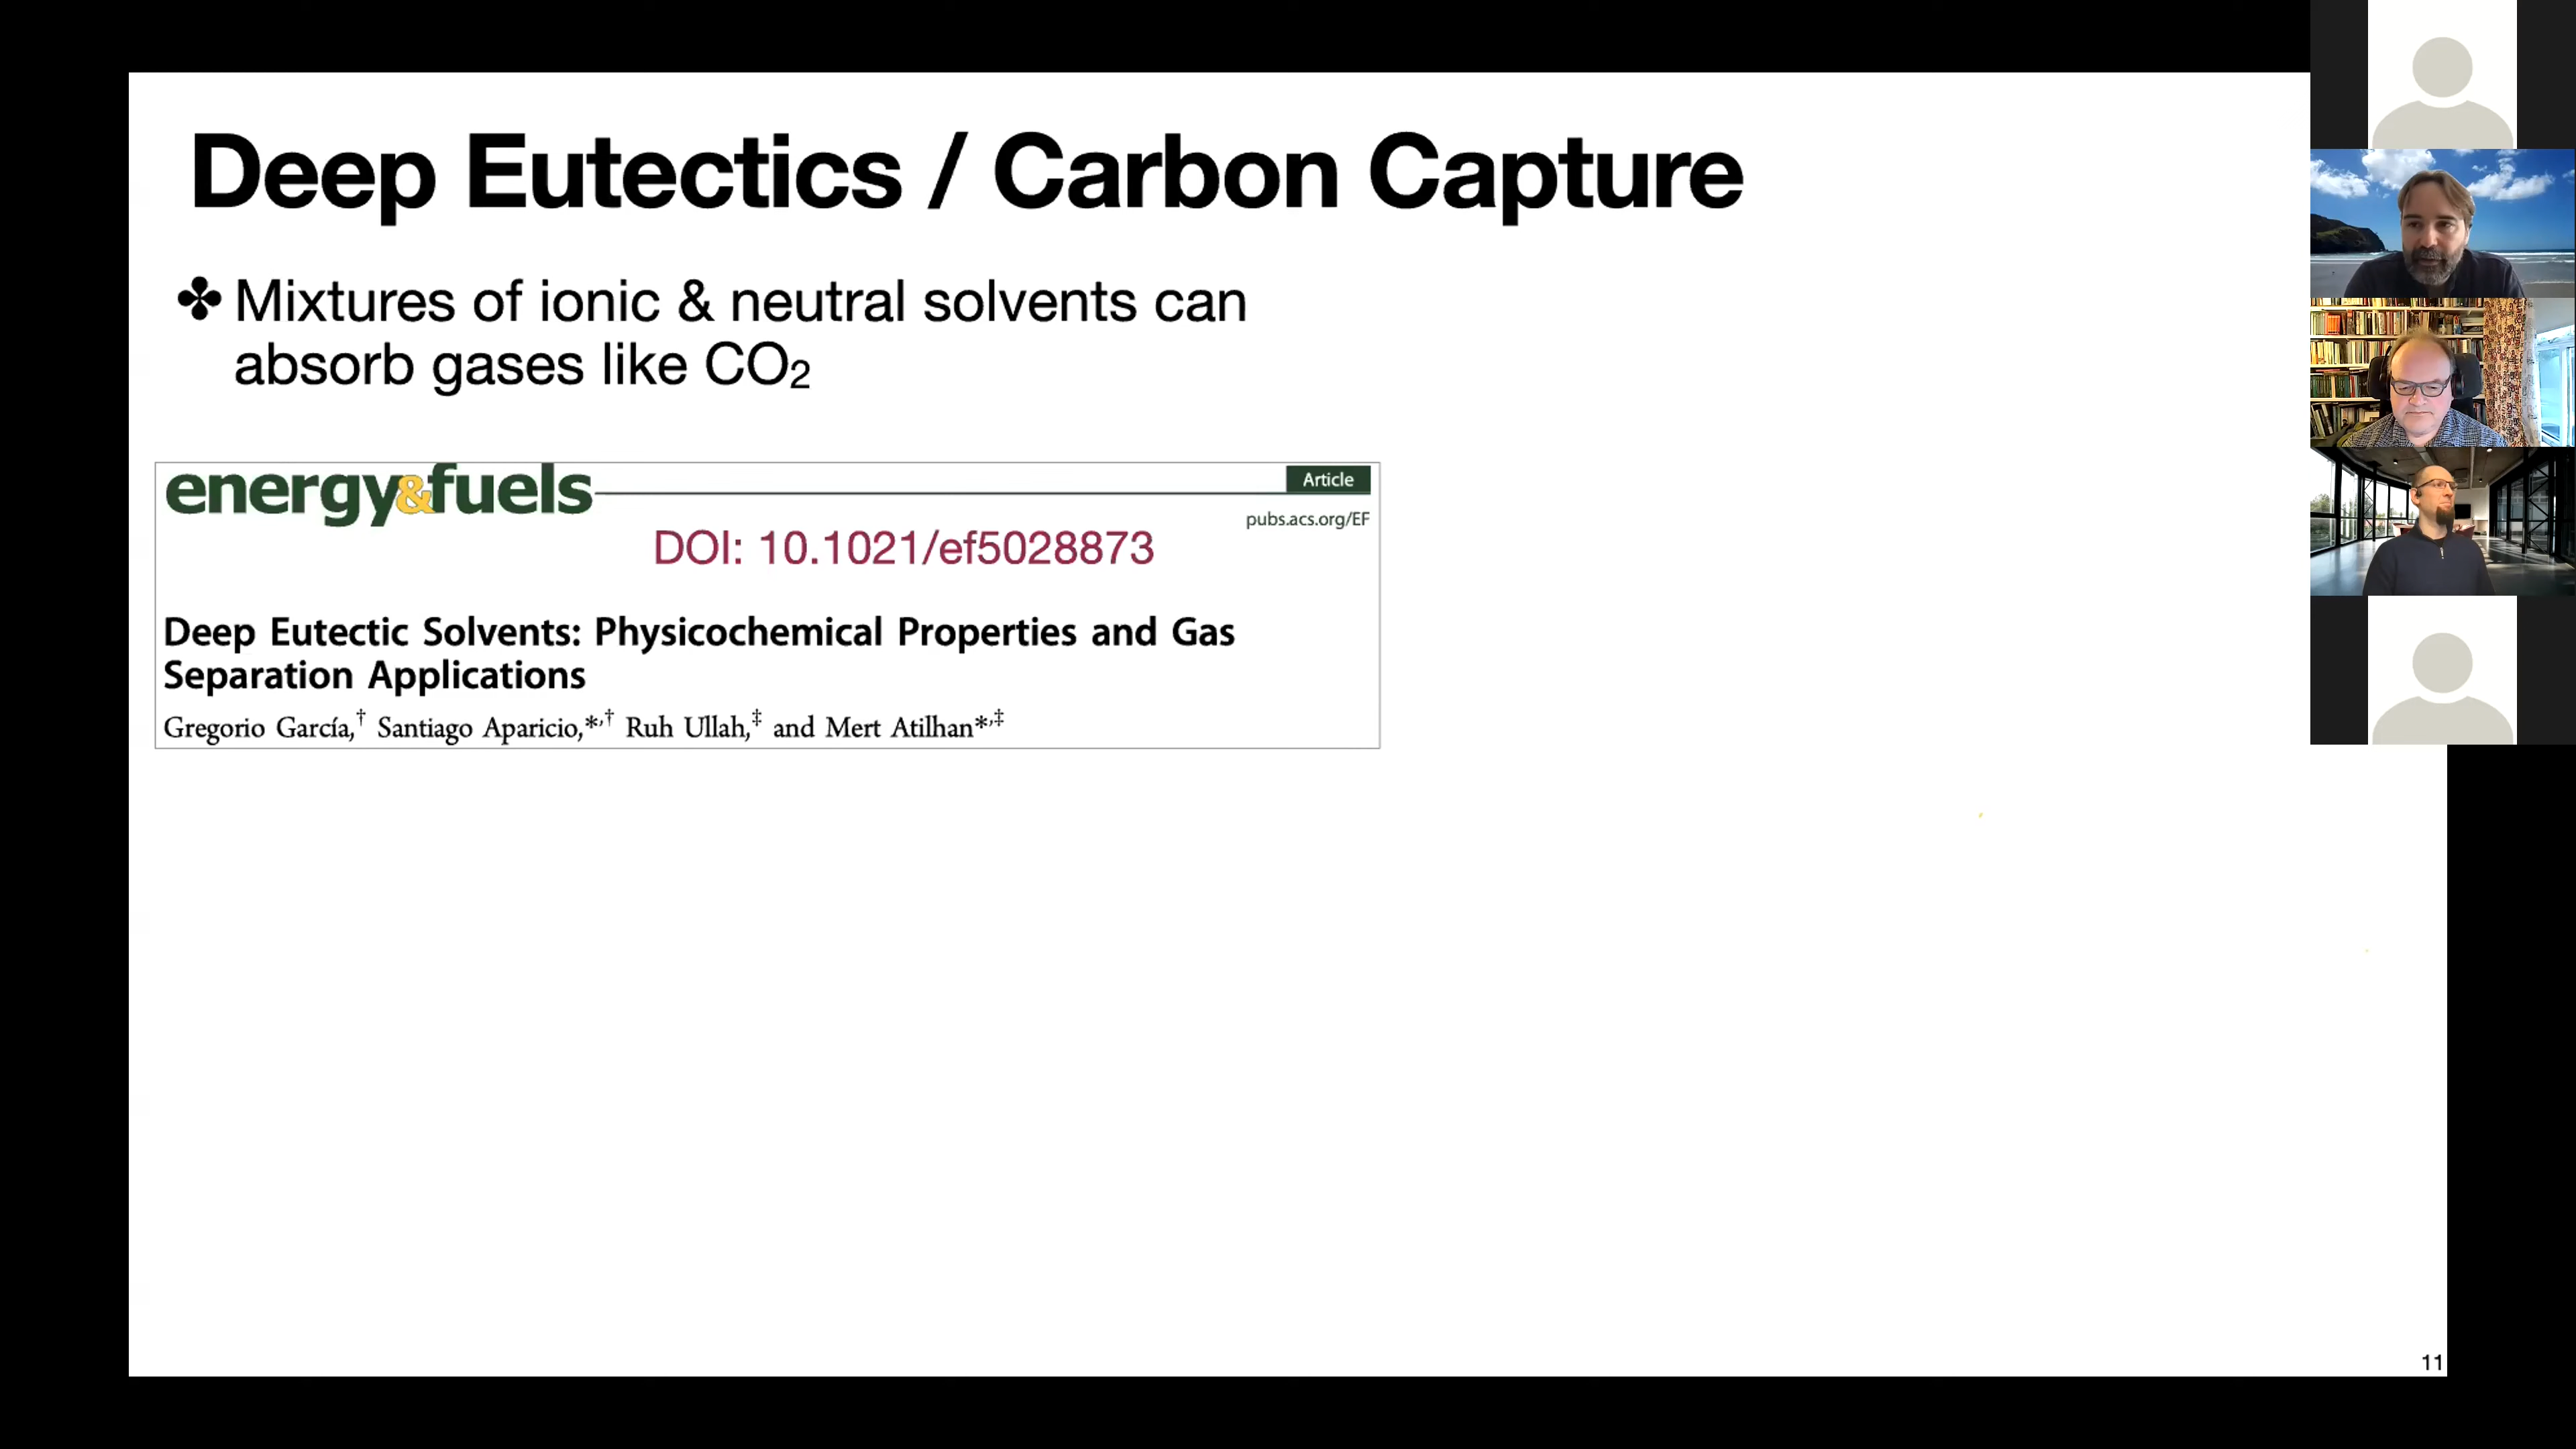 Deep Eutectics / Carbon Capture
✤ Mixtures of ionic & neutral solvents can
absorb gases like CO₂
energy&fuels
Article
pubs.acs.org/EF
DOI: 10.1021/ef5028873
Deep Eutectic Solvents: Physicochemical Properties and Gas
Separation Applications
Gregorio García,† Santiago Aparicio,*,† Ruh Ullah,‡ and Mert Atilhan*,‡
11